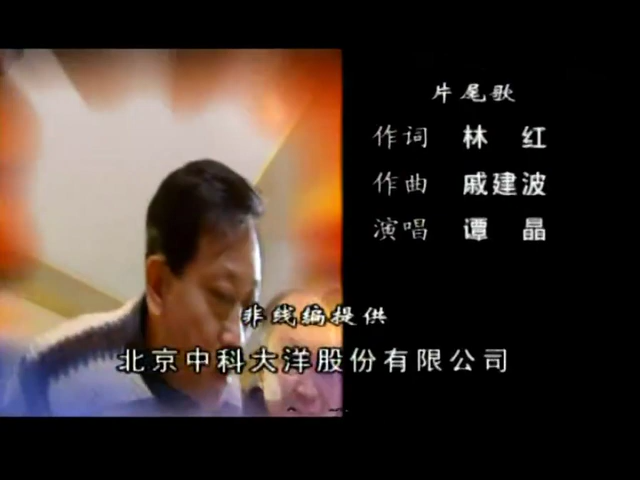 片尾歌
作词 林 红
作曲 戚建波
演唱 谭 晶
非线编提供
北京中科大洋股份有限公司